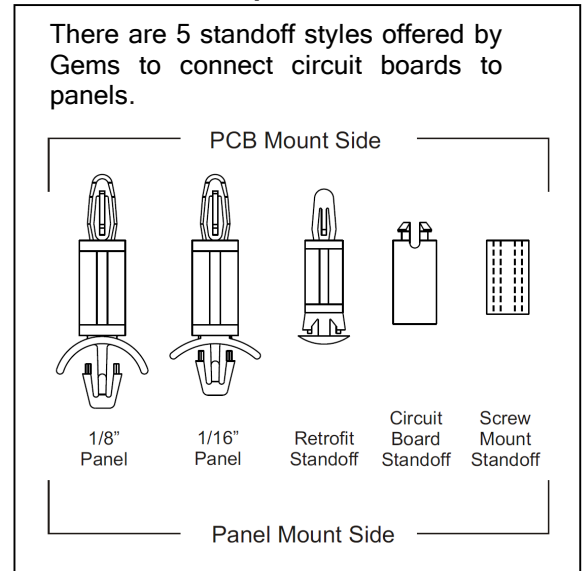 There are 5 standoff styles offered by
Gems to connect circuit boards to
panels.
PCB Mount Side
1/8”
Panel
1/16”
Panel
Retrofit
Standoff
Circuit
Board
Standoff
Screw
Mount
Standoff
Panel Mount Side